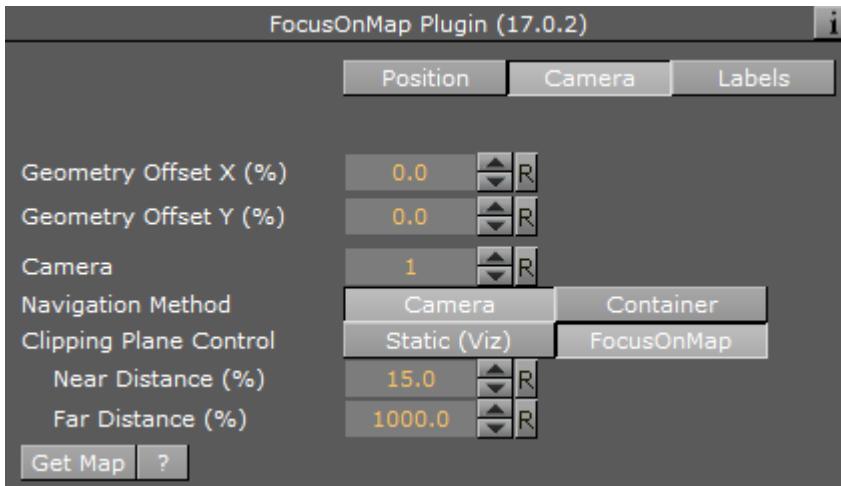 FocusOnMap Plugin (17.0.2) i
Position Camera Labels
Geometry Offset X (%) 0.0 R
Geometry Offset Y (%) 0.0 R
Camera 1 R
Navigation Method Camera Container
Clipping Plane Control Static (Viz) FocusOnMap
Near Distance (%) 15.0 R
Far Distance (%) 1000.0 R
Get Map ?